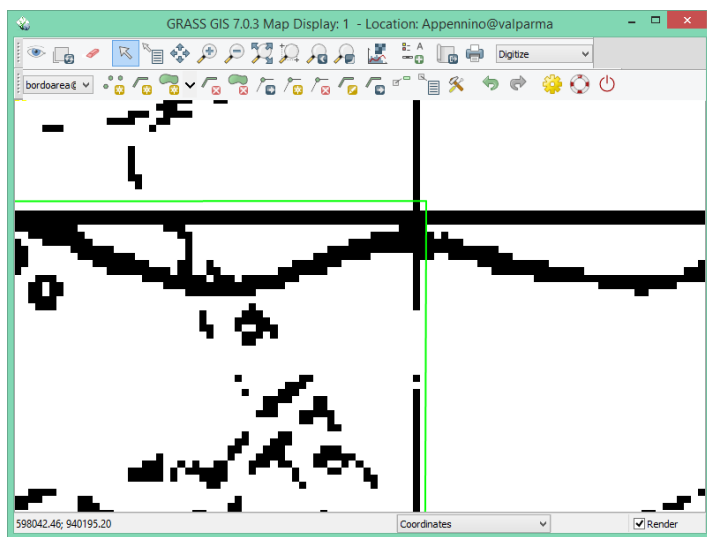 GRASS GIS 7.0.3 Map Display: 1 - Location: Appennino@valparma
Digitize
bordoarea@
598042.46; 940195.20
Coordinates
Render